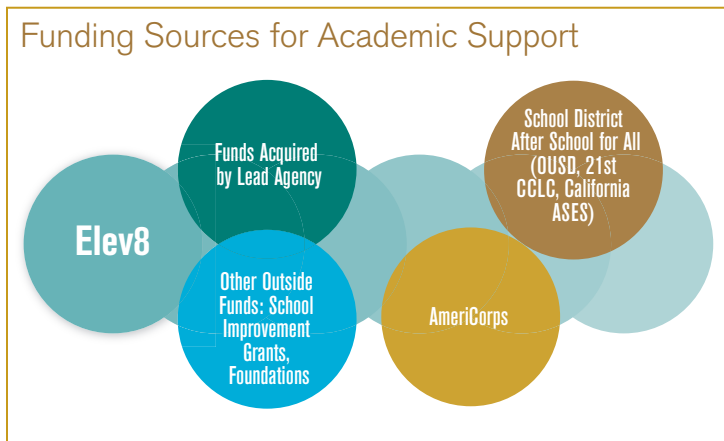 Funding Sources for Academic Support
Elev8
Funds Acquired
by Lead Agency
Other Outside
Funds: School
Improvement
Grants,
Foundations
AmeriCorps
School District
After School for All
(OUSD, 21st
CCLC, California
ASES)